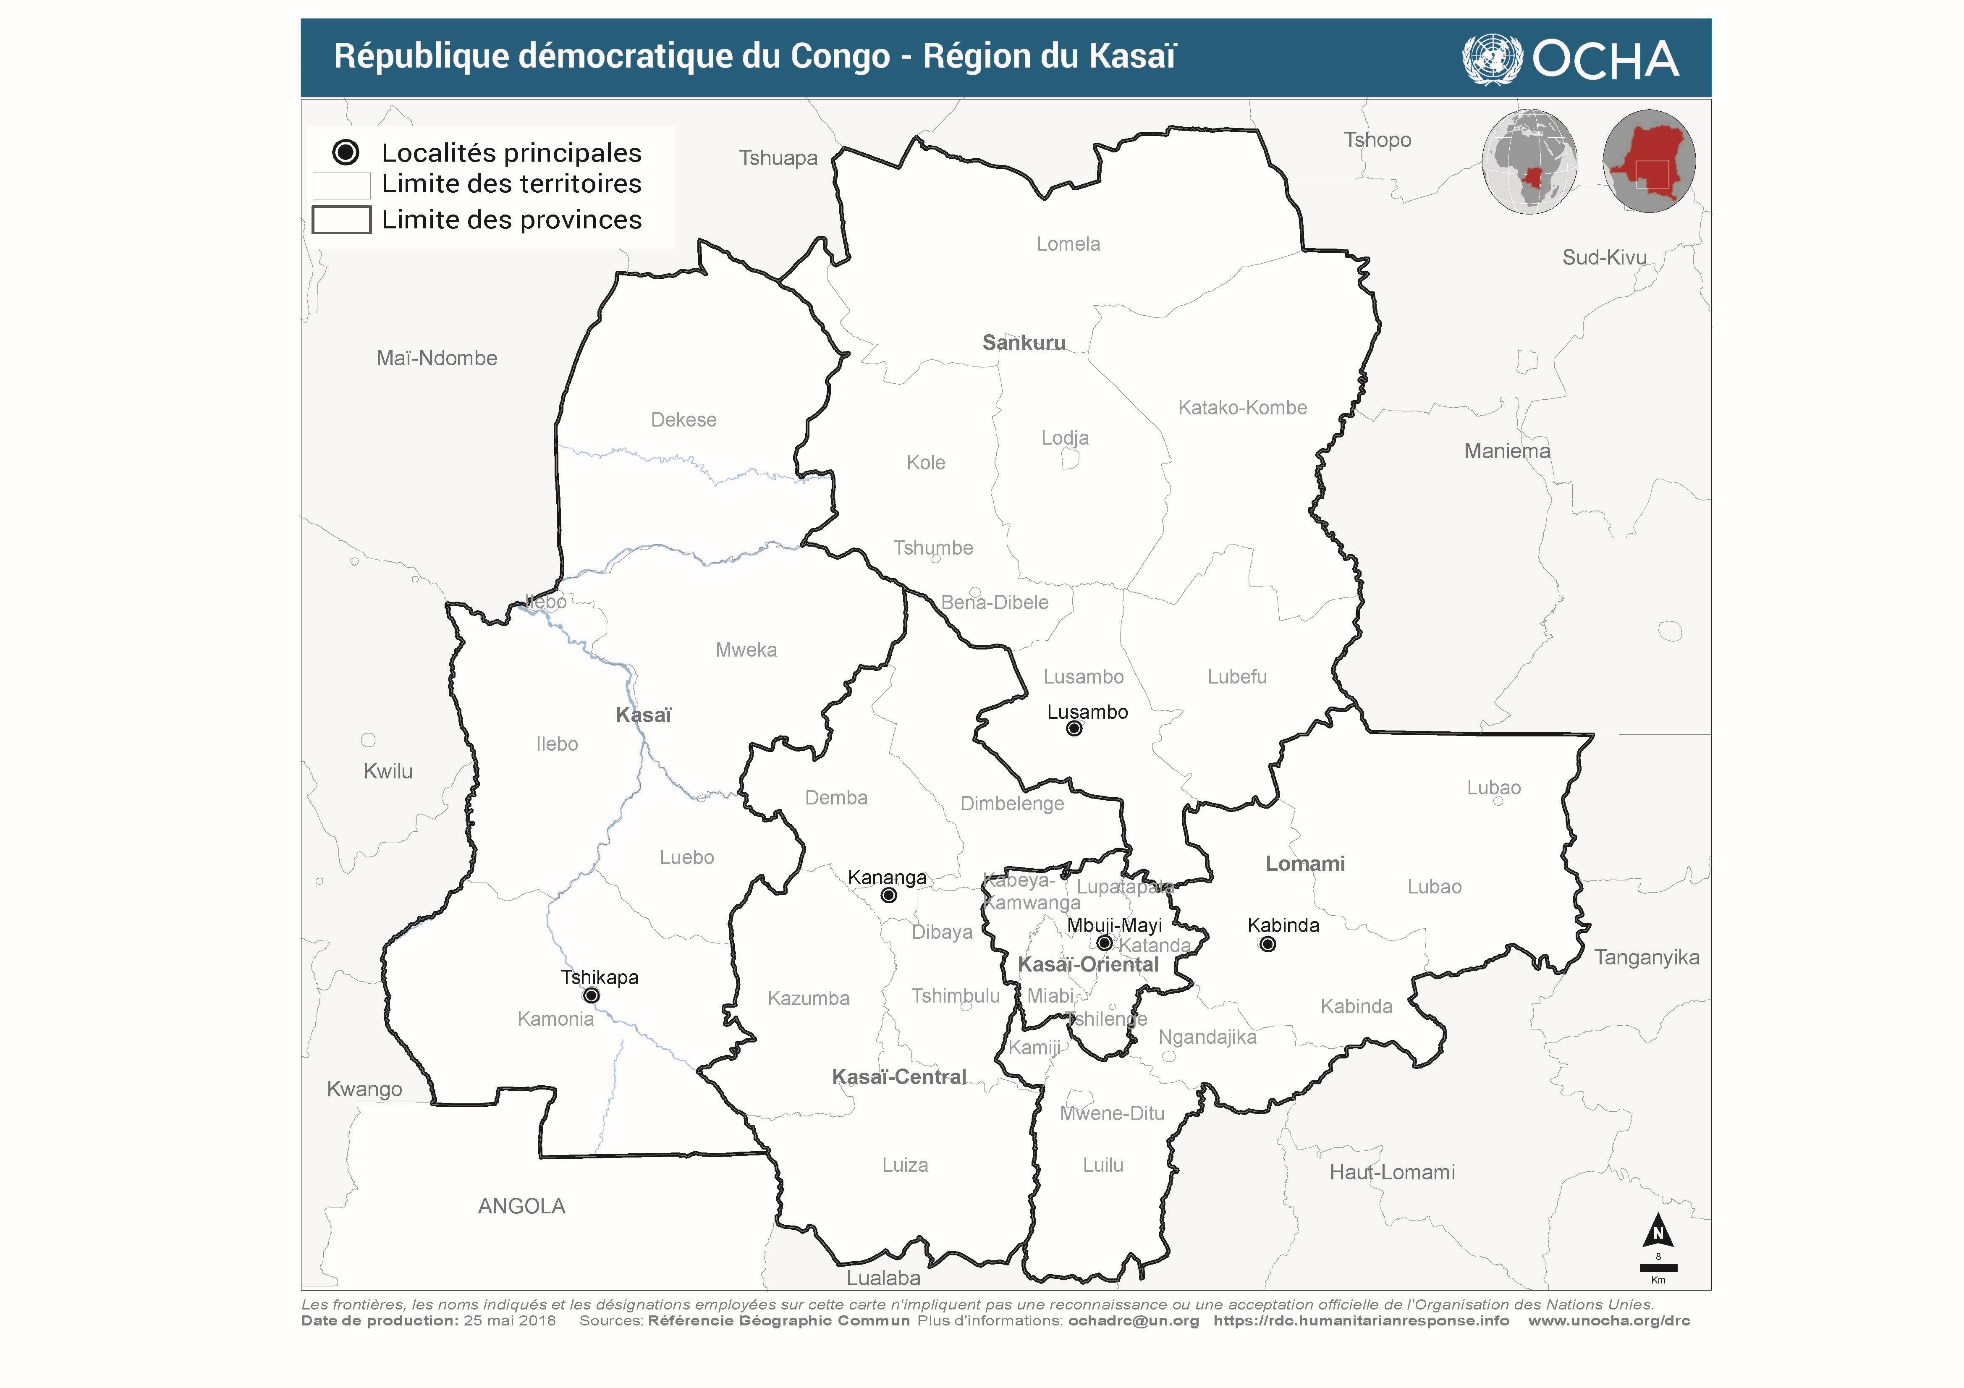 République démocratique du Congo - Région du Kasaï
OCHA
Localités principales
Limite des territoires
Limite des provinces
Tshuapa
Tshopo
Sud-Kivu
Lomela
Sankuru
Maï-Ndombe
Dekese
Katako-Kombe
Lodja
Kole
Maniema
Tshumbe
Ilebo
Bena-Dibele
Mweka
Lusambo
Lubefu
Lusambo
Kasaï
Ilebo
Kwilu
Demba
Dimbelenge
Lubao
Luebo
Lomami
Kananga
Kabeya-
Kamwanga
Lupatapata
Lubao
Dibaya
Mbuji-Mayi
Katanda
Kabinda
Kasaï-Oriental
Tanganyika
Tshikapa
Kazumba
Tshimbulu
Miabi
Kabinda
Kamonia
Tshilenge
Ngandajika
Kamiji
Kasaï-Central
Kwango
Mwene-Ditu
Luiza
Luilu
Haut-Lomami
ANGOLA
Lualaba
N
8
Km
Les frontières, les noms indiqués et les désignations employées sur cette carte n'impliquent pas une reconnaissance ou une acceptation officielle de l'Organisation des Nations Unies.
Date de production: 25 mai 2018 Sources: Référencie Géographic Commun Plus d'informations: ochadrc@un.org https://rdc.humanitarianresponse.info www.unocha.org/drc